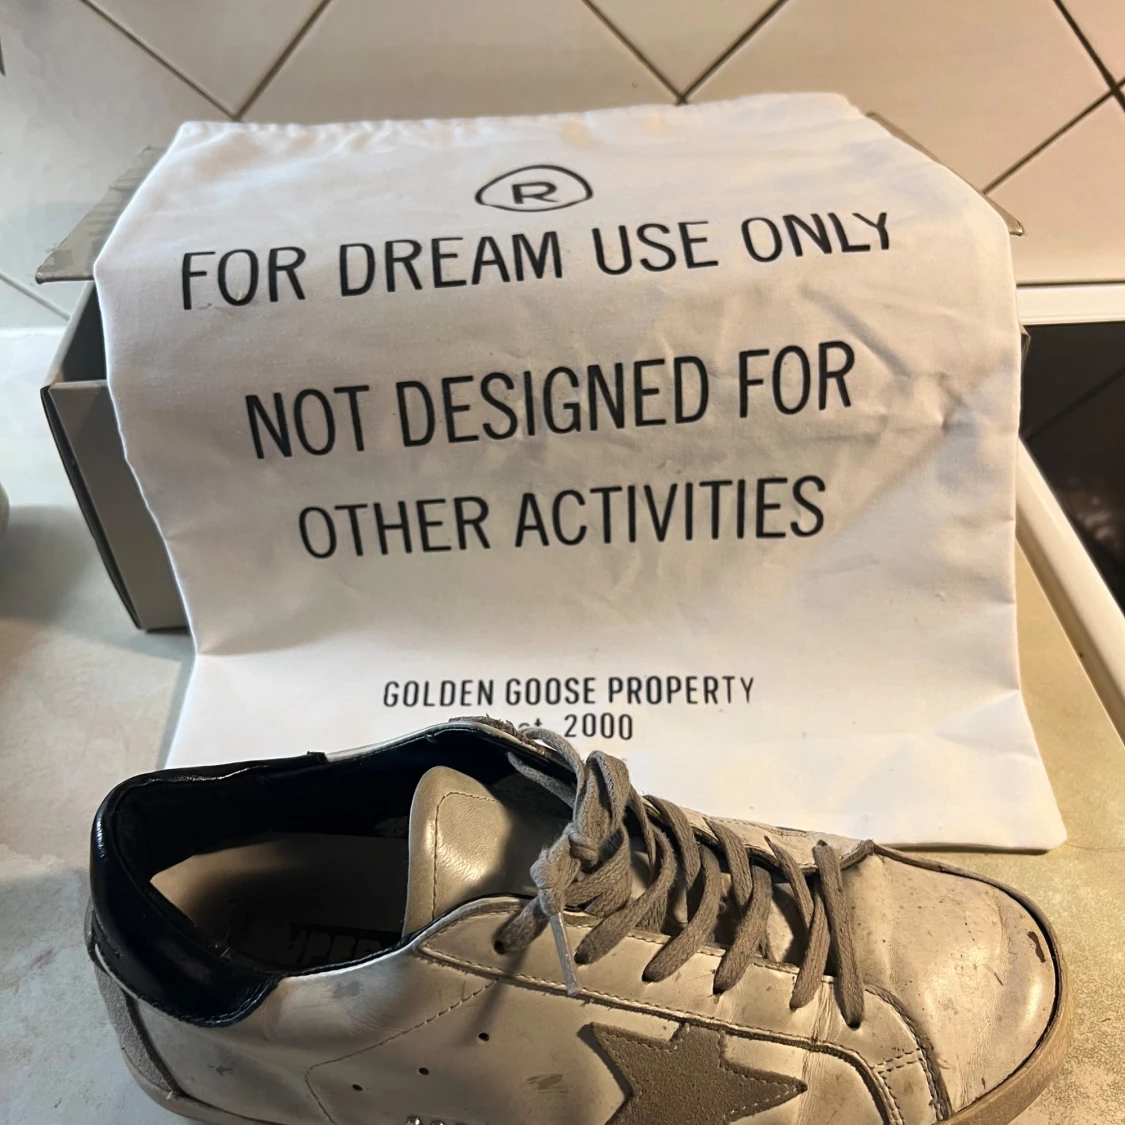 R
FOR DREAM USE ONLY
NOT DESIGNED FOR
OTHER ACTIVITIES
GOLDEN GOOSE PROPERTY
2000